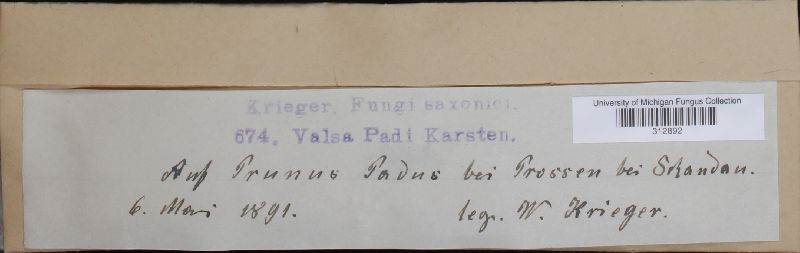 Krieger, Fungi saxonici.
674. Valsa Padi Karsten.
University of Michigan Fungus Collection
312892
Auf Prunus Padus bei Prossen bei Schandau.
6. Mai 1891. leg. W. Krieger.